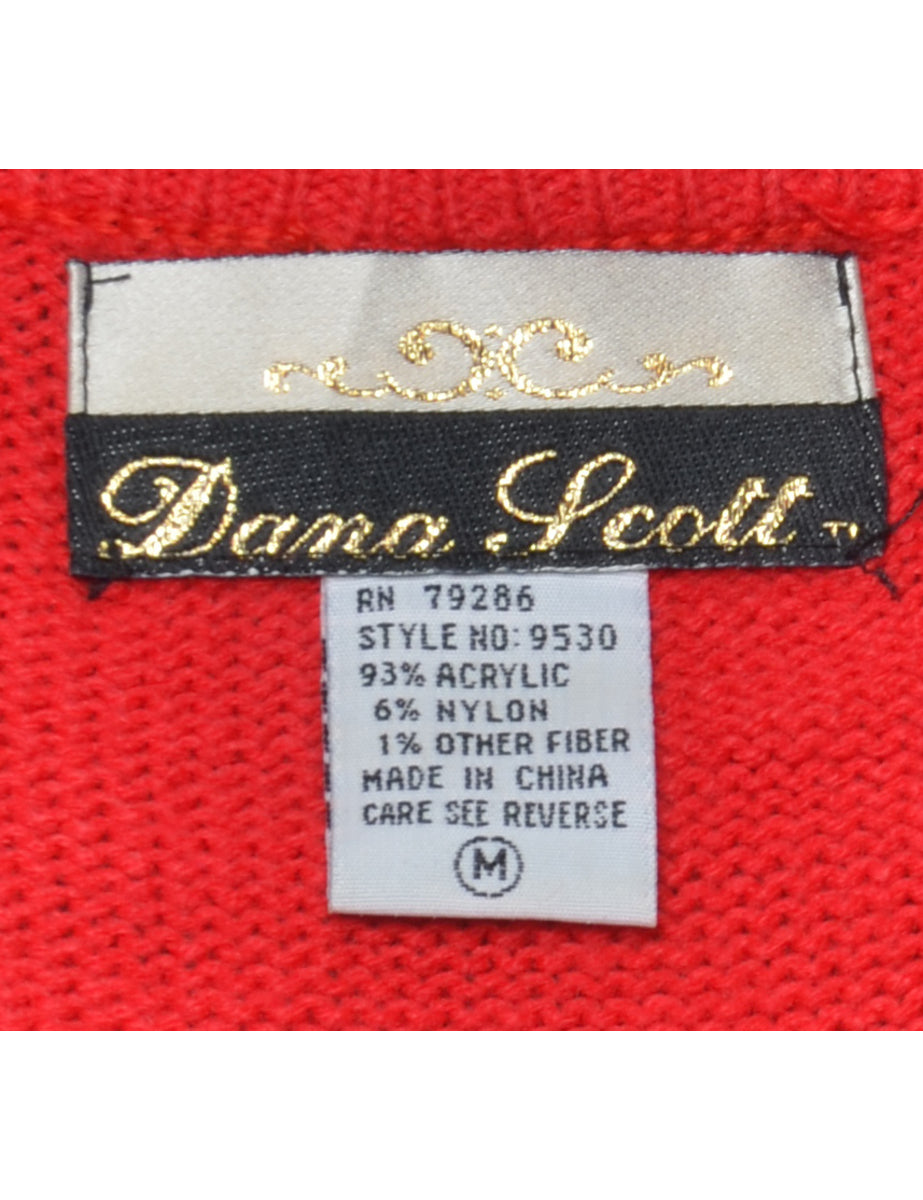 Dana Scott TM
RN 79286
STYLE NO: 9530
93% ACRYLIC
6% NYLON
1% OTHER FIBER
MADE IN CHINA
CARE SEE REVERSE
M